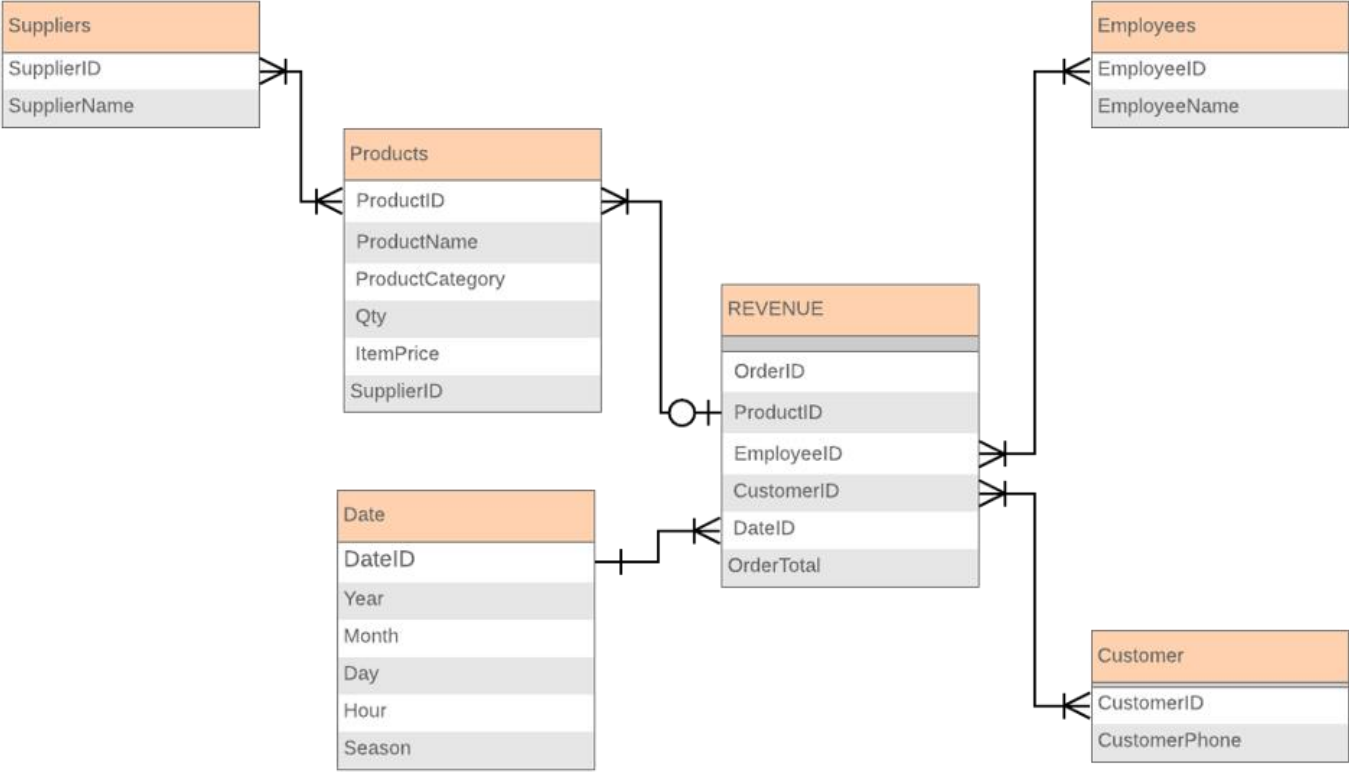 Suppliers
SupplierID
SupplierName
Products
ProductID
ProductName
ProductCategory
Qty
ItemPrice
SupplierID
Date
DateID
Year
Month
Day
Hour
Season
REVENUE
OrderID
ProductID
EmployeeID
CustomerID
DateID
OrderTotal
Employees
EmployeeID
EmployeeName
Customer
CustomerID
CustomerPhone